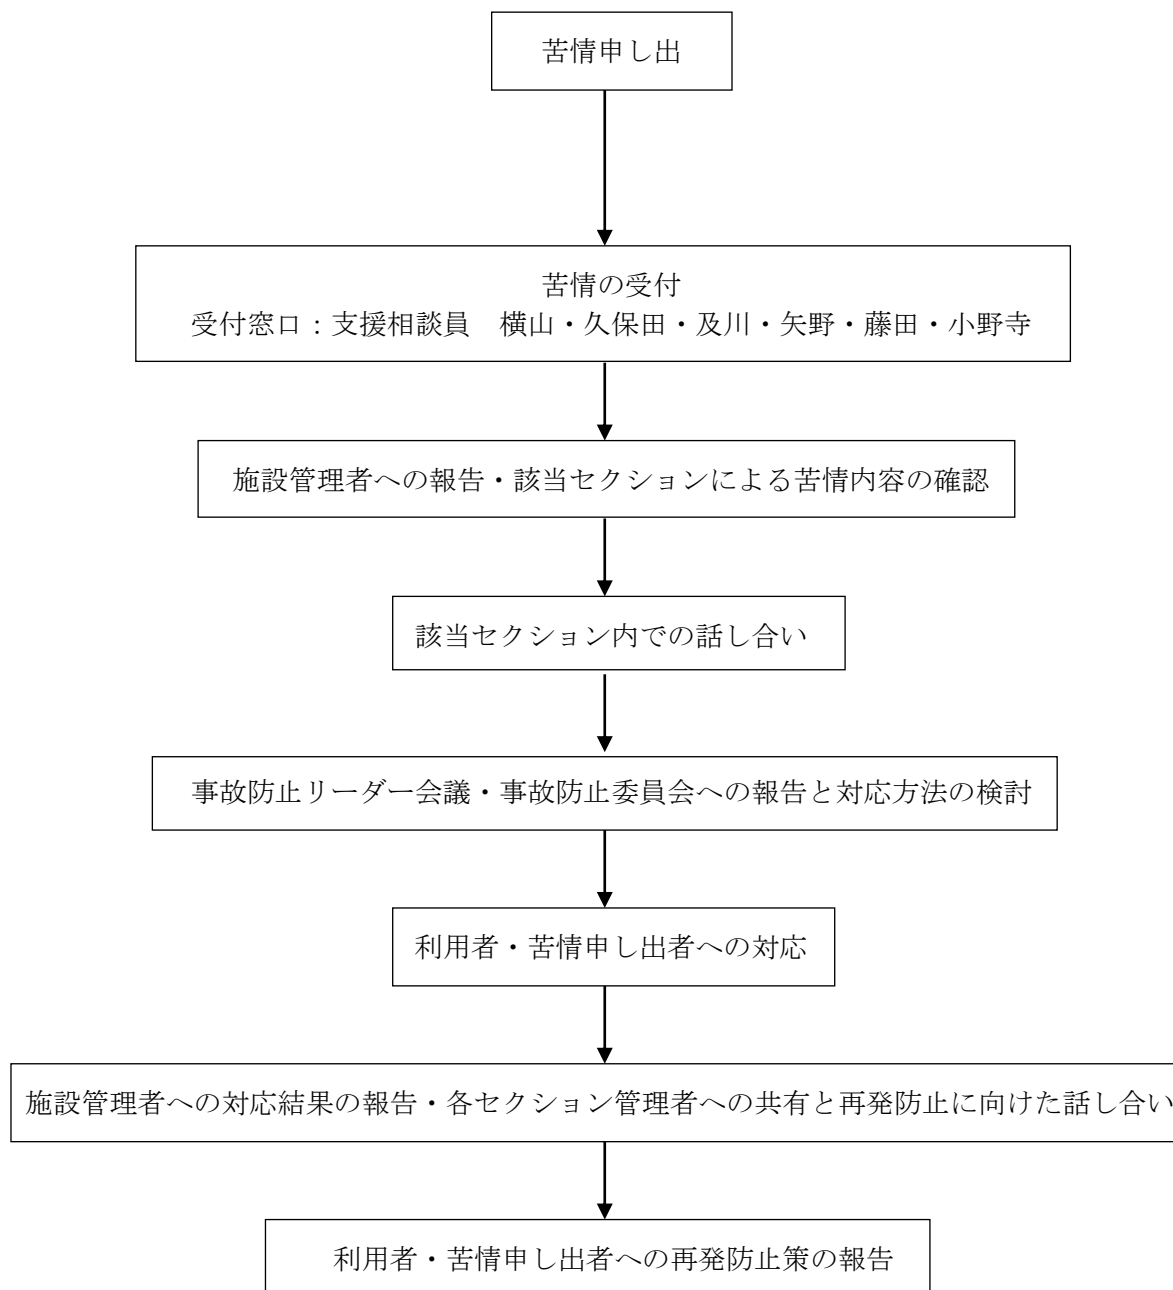 苦情申し出
苦情の受付
受付窓口：支援相談員　横山・久保田・及川・矢野・藤田・小野寺
施設管理者への報告・該当セクションによる苦情内容の確認
該当セクション内での話し合い
事故防止リーダー会議・事故防止委員会への報告と対応方法の検討
利用者・苦情申し出者への対応
施設管理者への対応結果の報告・各セクション管理者への共有と再発防止に向けた話し合い
利用者・苦情申し出者への再発防止策の報告